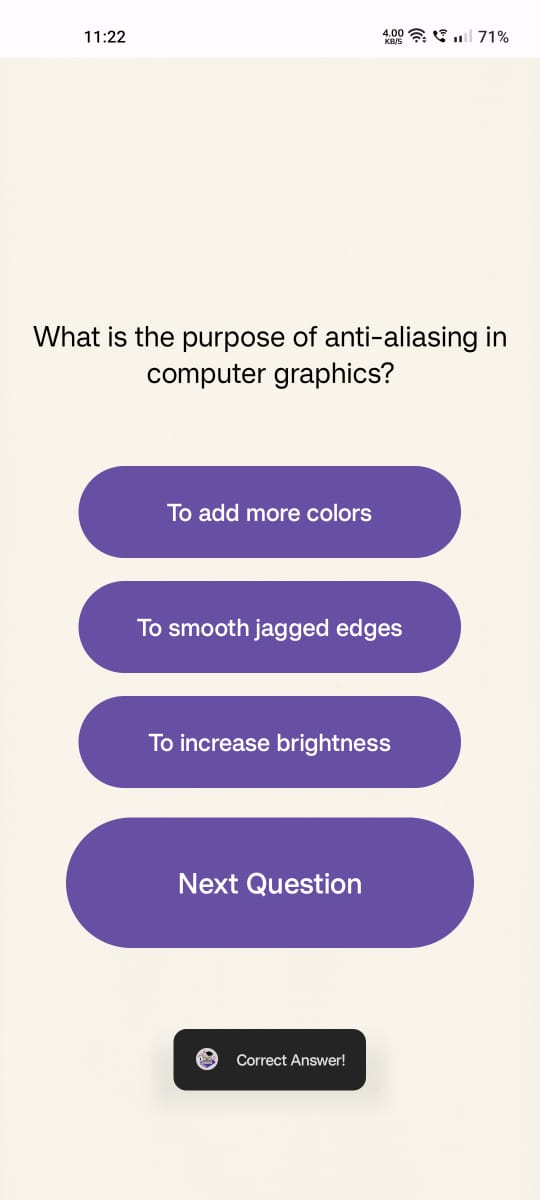 11:22
4.00
KB/S
71%
What is the purpose of anti-aliasing in
computer graphics?
To add more colors
To smooth jagged edges
To increase brightness
Next Question
Correct Answer!